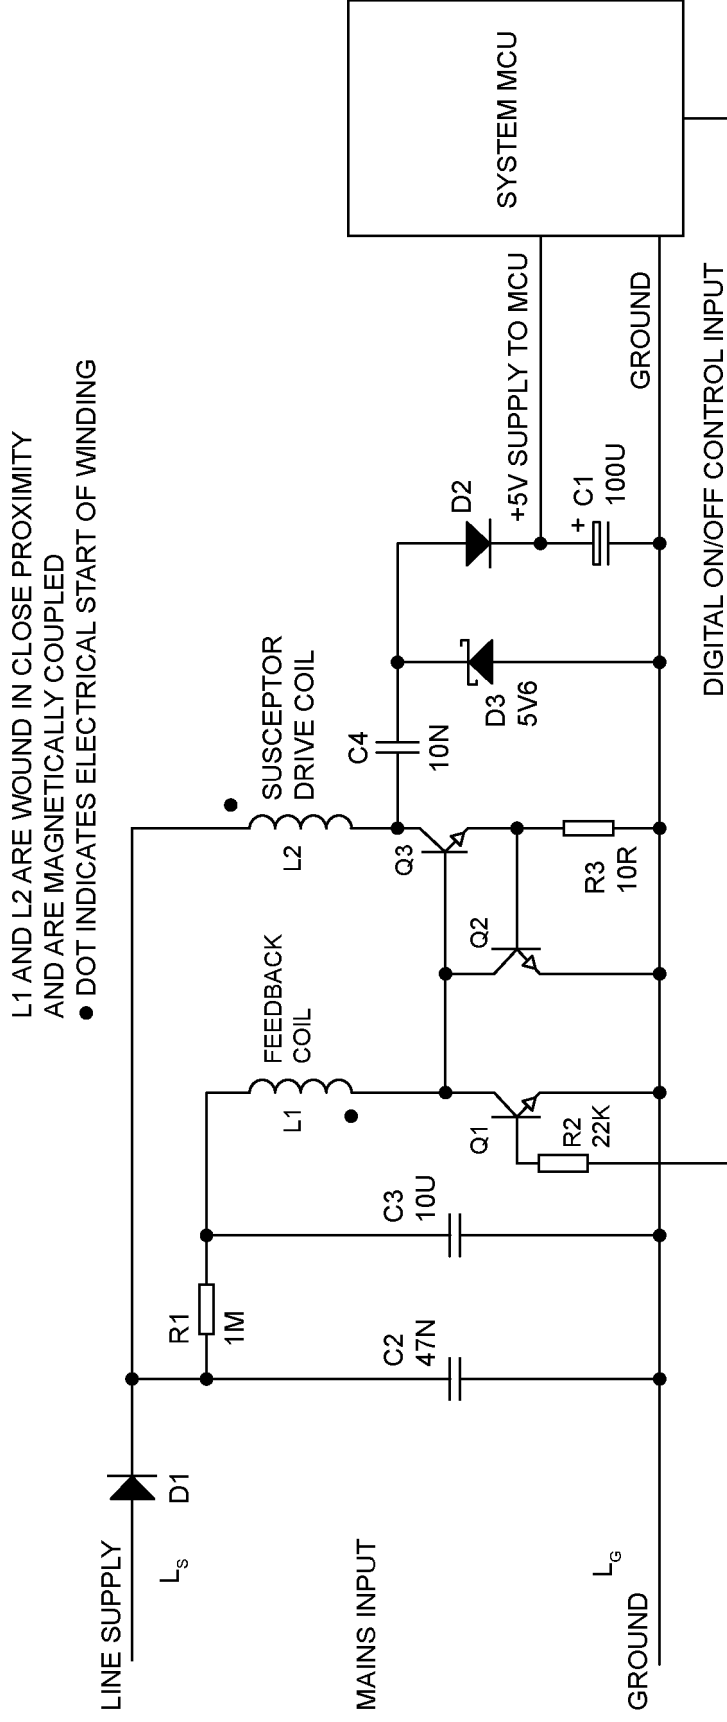 L1 AND L2 ARE WOUND IN CLOSE PROXIMITY
AND ARE MAGNETICALLY COUPLED
● DOT INDICATES ELECTRICAL START OF WINDING
LINE SUPPLY
LS
D1
R1
1M
C2
47N
C3
10U
FEEDBACK
COIL
L1
SUSCEPTOR
DRIVE COIL
L2
Q1
R2
22K
Q2
Q3
R3
10R
C4
10N
D3
5V6
D2
+5V SUPPLY TO MCU
+ C1
100U
SYSTEM MCU
MAINS INPUT
LG
GROUND
GROUND
DIGITAL ON/OFF CONTROL INPUT